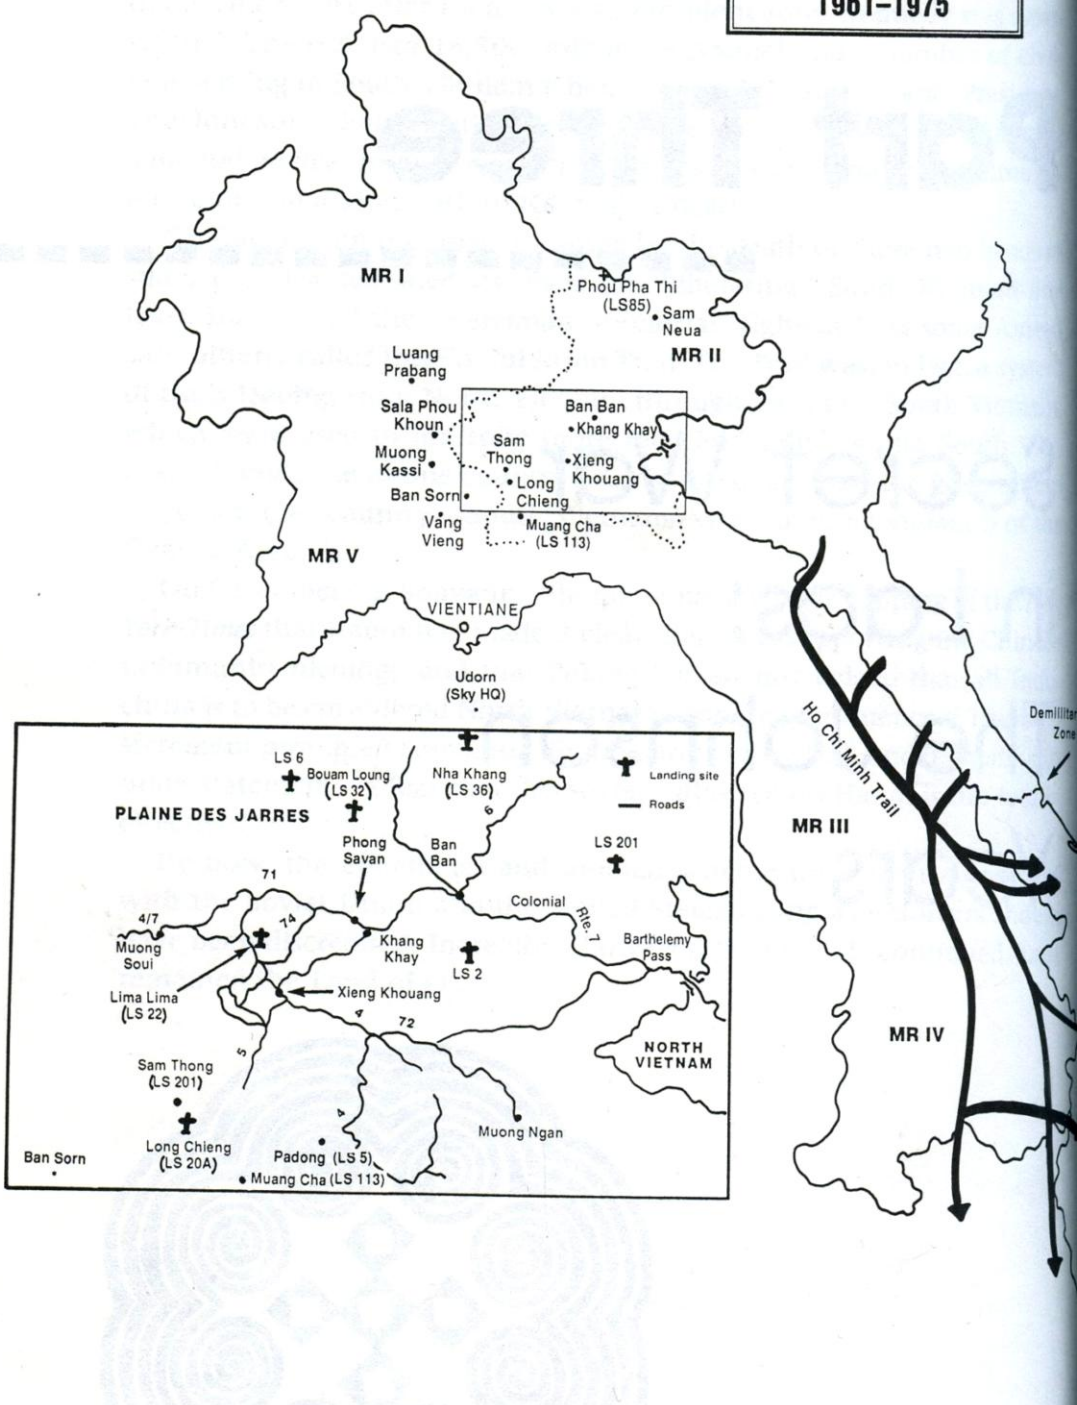 1961–1975
MR I
Phou Pha Thi
(LS85)
Sam
Neua
MR II
Luang
Prabang
Sala Phou
Khoun
Ban Ban
Khang Khay
Sam
Thong
Muong
Kassi
Xieng
Khouang
Long
Chieng
Ban Sorn
Vang
Vieng
Muang Cha
(LS 113)
MR V
VIENTIANE
Udorn
(Sky HQ)
Ho Chi Minh Trail
Demilitar
Zone
MR III
MR IV
LS 6
Bouam Loung
(LS 32)
Nha Khang
(LS 36)
Landing site
Roads
PLAINE DES JARRES
6
Phong
Savan
Ban
Ban
LS 201
71
74
4/7
Colonial
Rte. 7
Muong
Soui
Khang
Khay
LS 2
Barthelemy
Pass
Lima Lima
(LS 22)
Xieng Khouang
4
72
5
NORTH
VIETNAM
Sam Thong
(LS 201)
4
Muong Ngan
Long Chieng
(LS 20A)
Padong (LS 5)
Ban Sorn
Muang Cha (LS 113)